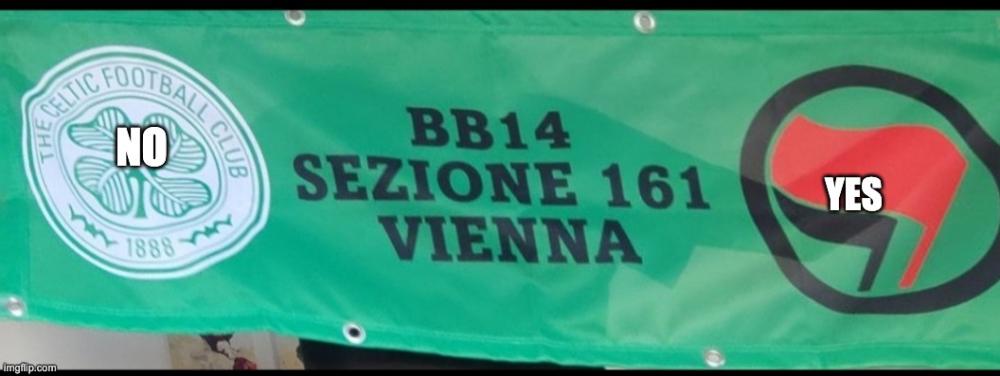 THE CELTIC FOOTBALL CLUB
1888
NO
BB14
SEZIONE 161
VIENNA
YES
imgflip.com